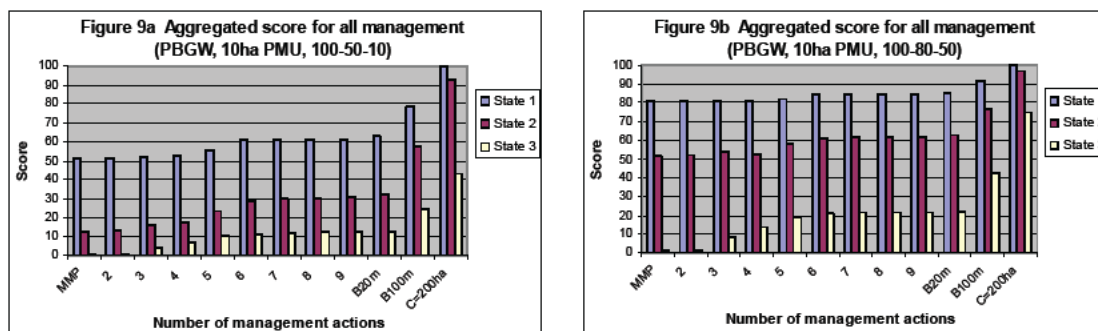 Figure 9a Aggregated score for all management
(PBGW, 10ha PMU, 100-50-10)
100
90
80
70
60
50
40
30
20
10
0
Score
State 1
State 2
State 3
MMP
2
3
4
5
6
7
8
9
B20m
B100m
C=200ha
Number of management actions
Figure 9b Aggregated score for all management
(PBGW, 10ha PMU, 100-80-50)
100
90
80
70
60
50
40
30
20
10
0
Score
State
State
State
MMP
2
3
4
5
6
7
8
9
B20m
B100m
C=200ha
Number of management actions